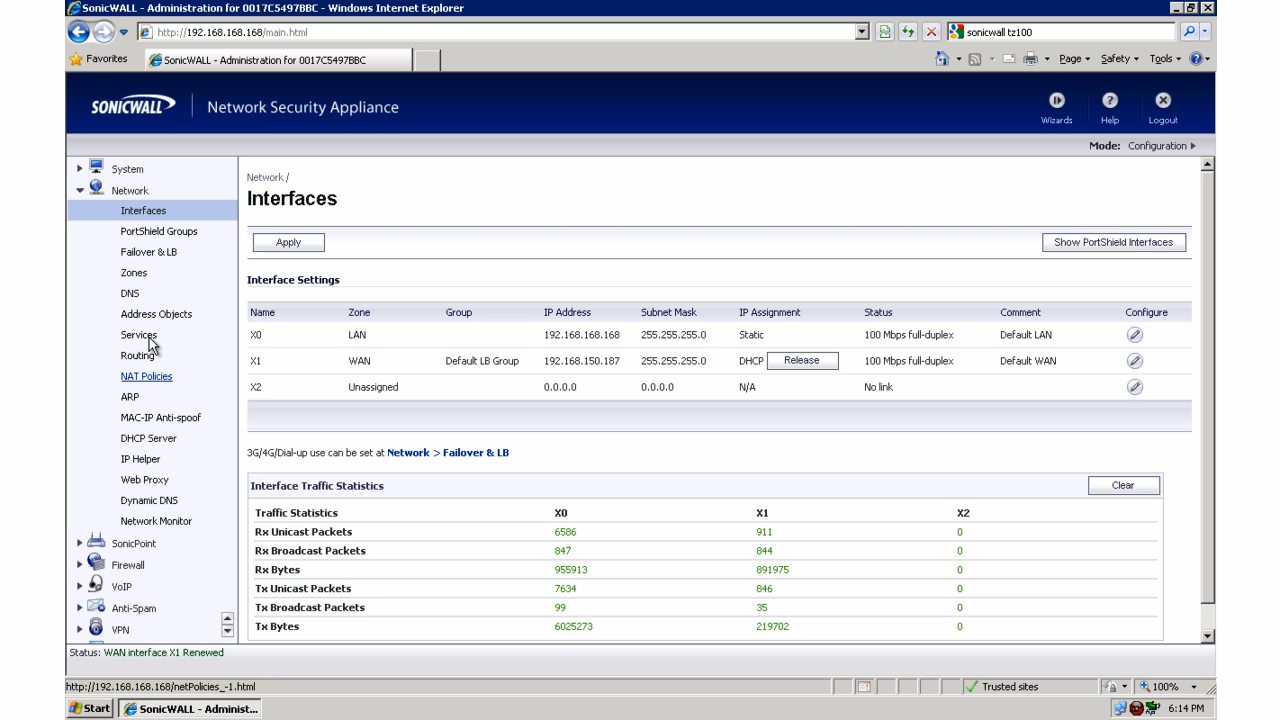 SonicWALL - Administration for 0017C5497BBC - Windows Internet Explorer
http://192.168.168.168/main.html
sonicwall tz100
Favorites
SonicWALL - Administration for 0017C5497BBC
Page
Safety
Tools
SONICWALL
Network Security Appliance
Wizards
Help
Logout
Mode: Configuration
System
Network
Interfaces
PortShield Groups
Failover & LB
Zones
DNS
Address Objects
Services
Routing
NAT Policies
ARP
MAC-IP Anti-spoof
DHCP Server
IP Helper
Web Proxy
Dynamic DNS
Network Monitor
SonicPoint
Firewall
VoIP
Anti-Spam
VPN
Network /
Interfaces
Apply
Show PortShield Interfaces
Interface Settings
Name Zone Group IP Address Subnet Mask IP Assignment Status Comment Configure
X0 LAN 192.168.168.168 255.255.255.0 Static 100 Mbps full-duplex Default LAN
X1 WAN Default LB Group 192.168.150.187 255.255.255.0 DHCP Release 100 Mbps full-duplex Default WAN
X2 Unassigned 0.0.0.0 0.0.0.0 N/A No link
3G/4G/Dial-up use can be set at Network > Failover & LB
Interface Traffic Statistics
Clear
Traffic Statistics X0 X1 X2
Rx Unicast Packets 6586 911 0
Rx Broadcast Packets 847 844 0
Rx Bytes 955913 891975 0
Tx Unicast Packets 7634 846 0
Tx Broadcast Packets 99 35 0
Tx Bytes 6025273 219702 0
Status: WAN interface X1 Renewed
http://192.168.168.168/netPolicies_-1.html
Trusted sites
100%
Start
SonicWALL - Administ...
6:14 PM